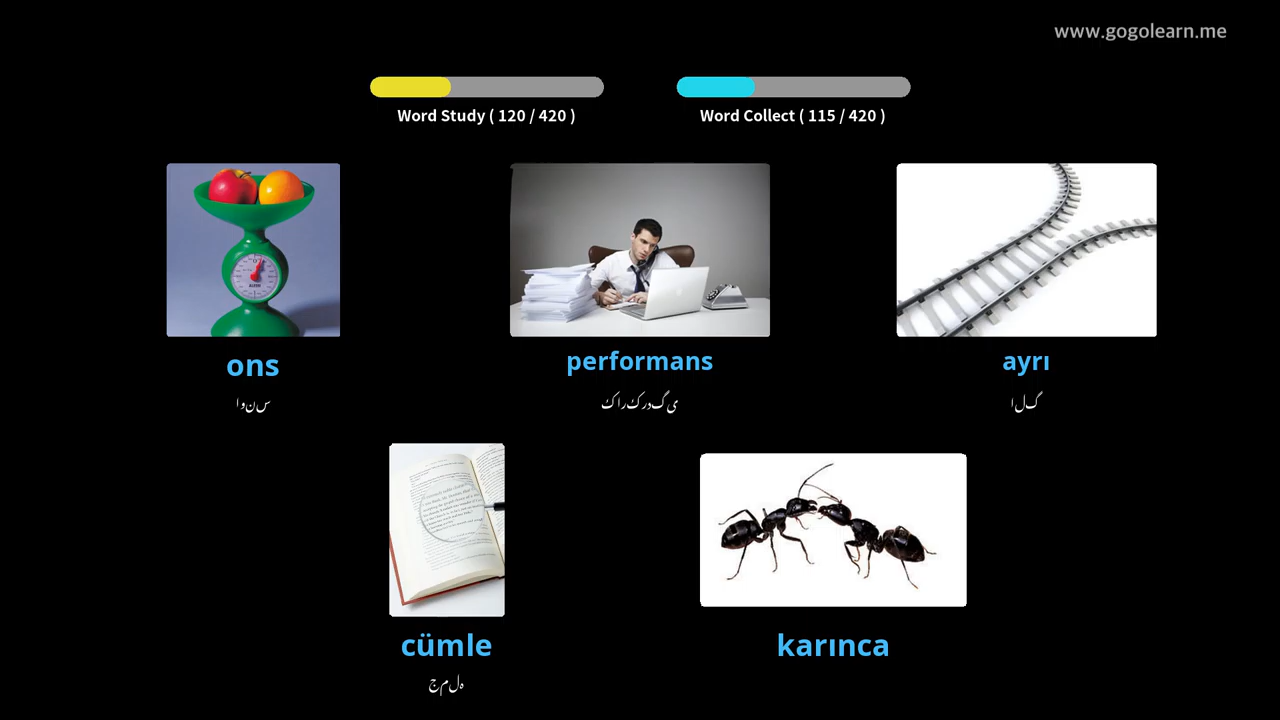 www.gogolearn.me
Word Study ( 120 / 420 )
Word Collect ( 115 / 420 )
ons
اونس
performans
کارکردگی
ayrı
الگ
cümle
جملہ
karınca